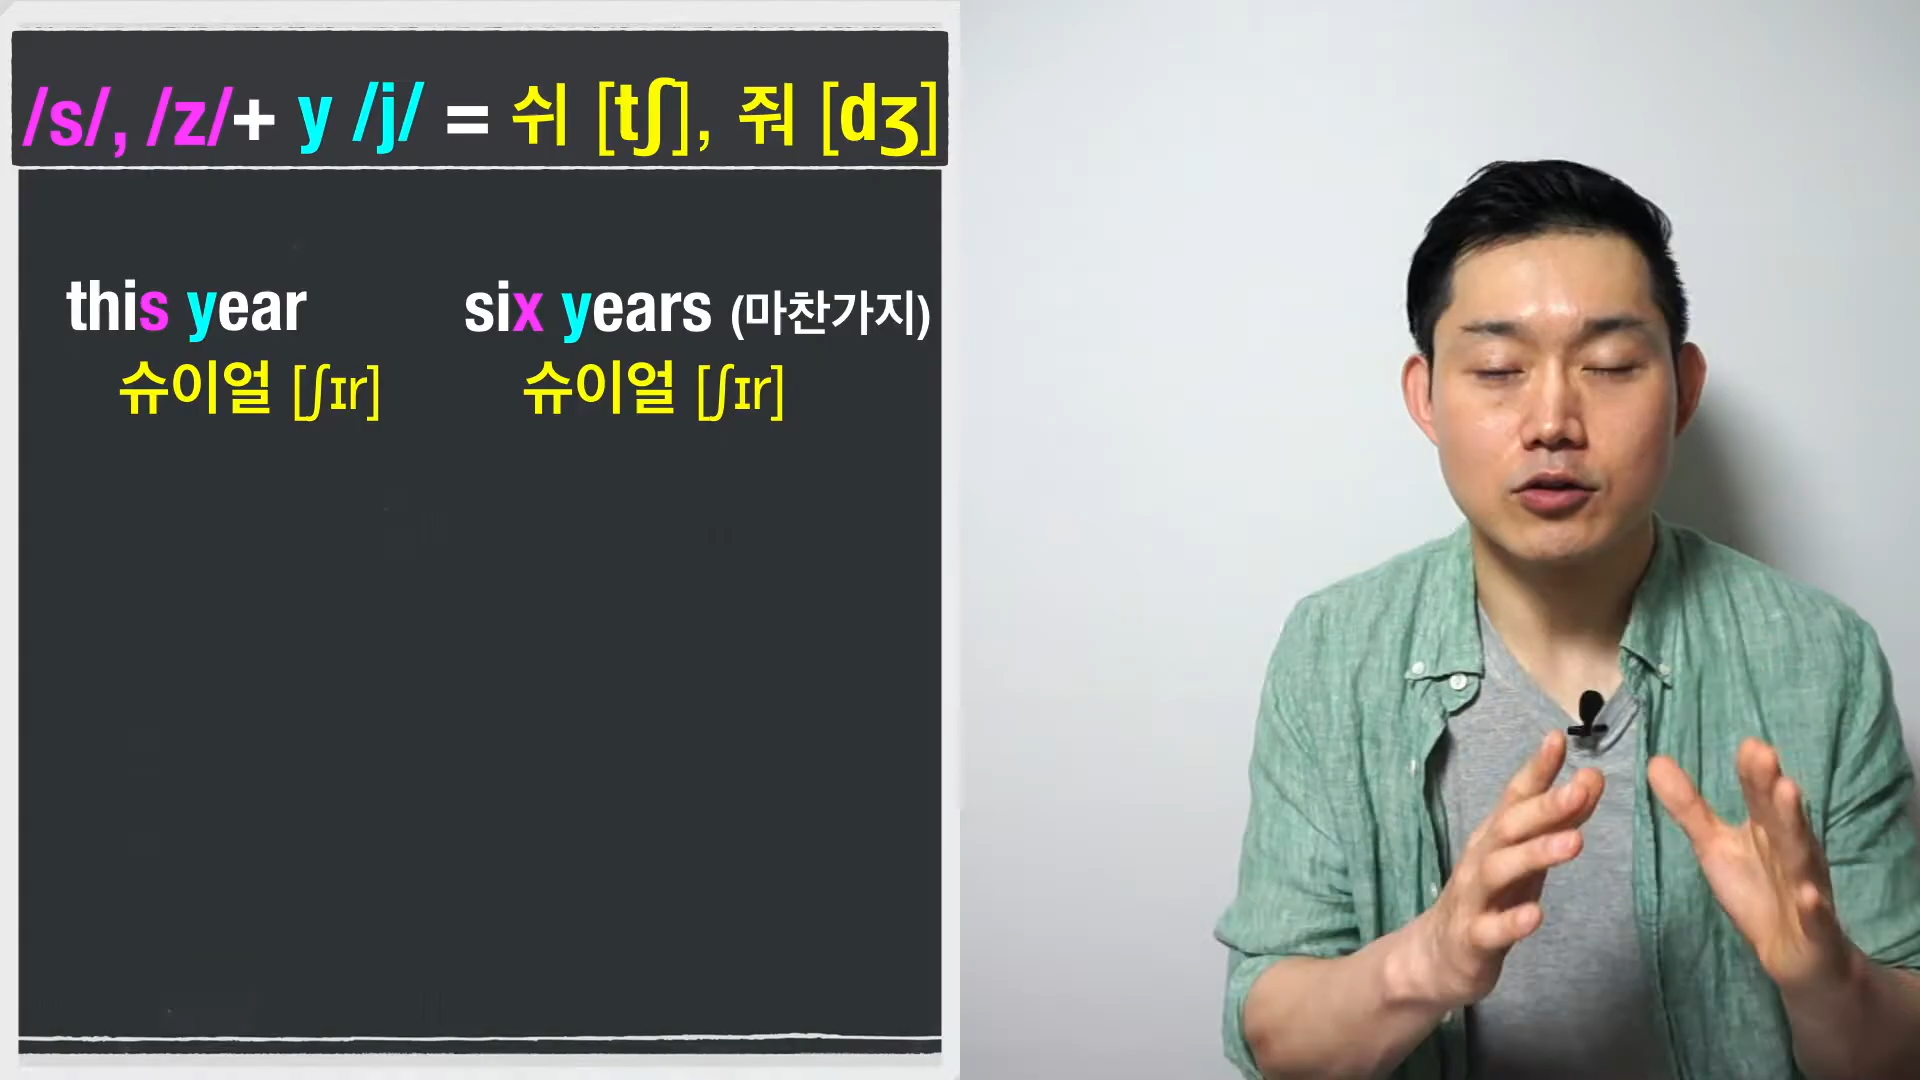 /s/, /z/+ y /j/ = 쉬 [tʃ], 줘 [dʒ]
this year
six years (마찬가지)
슈이얼 [ʃɪr]
슈이얼 [ʃɪr]